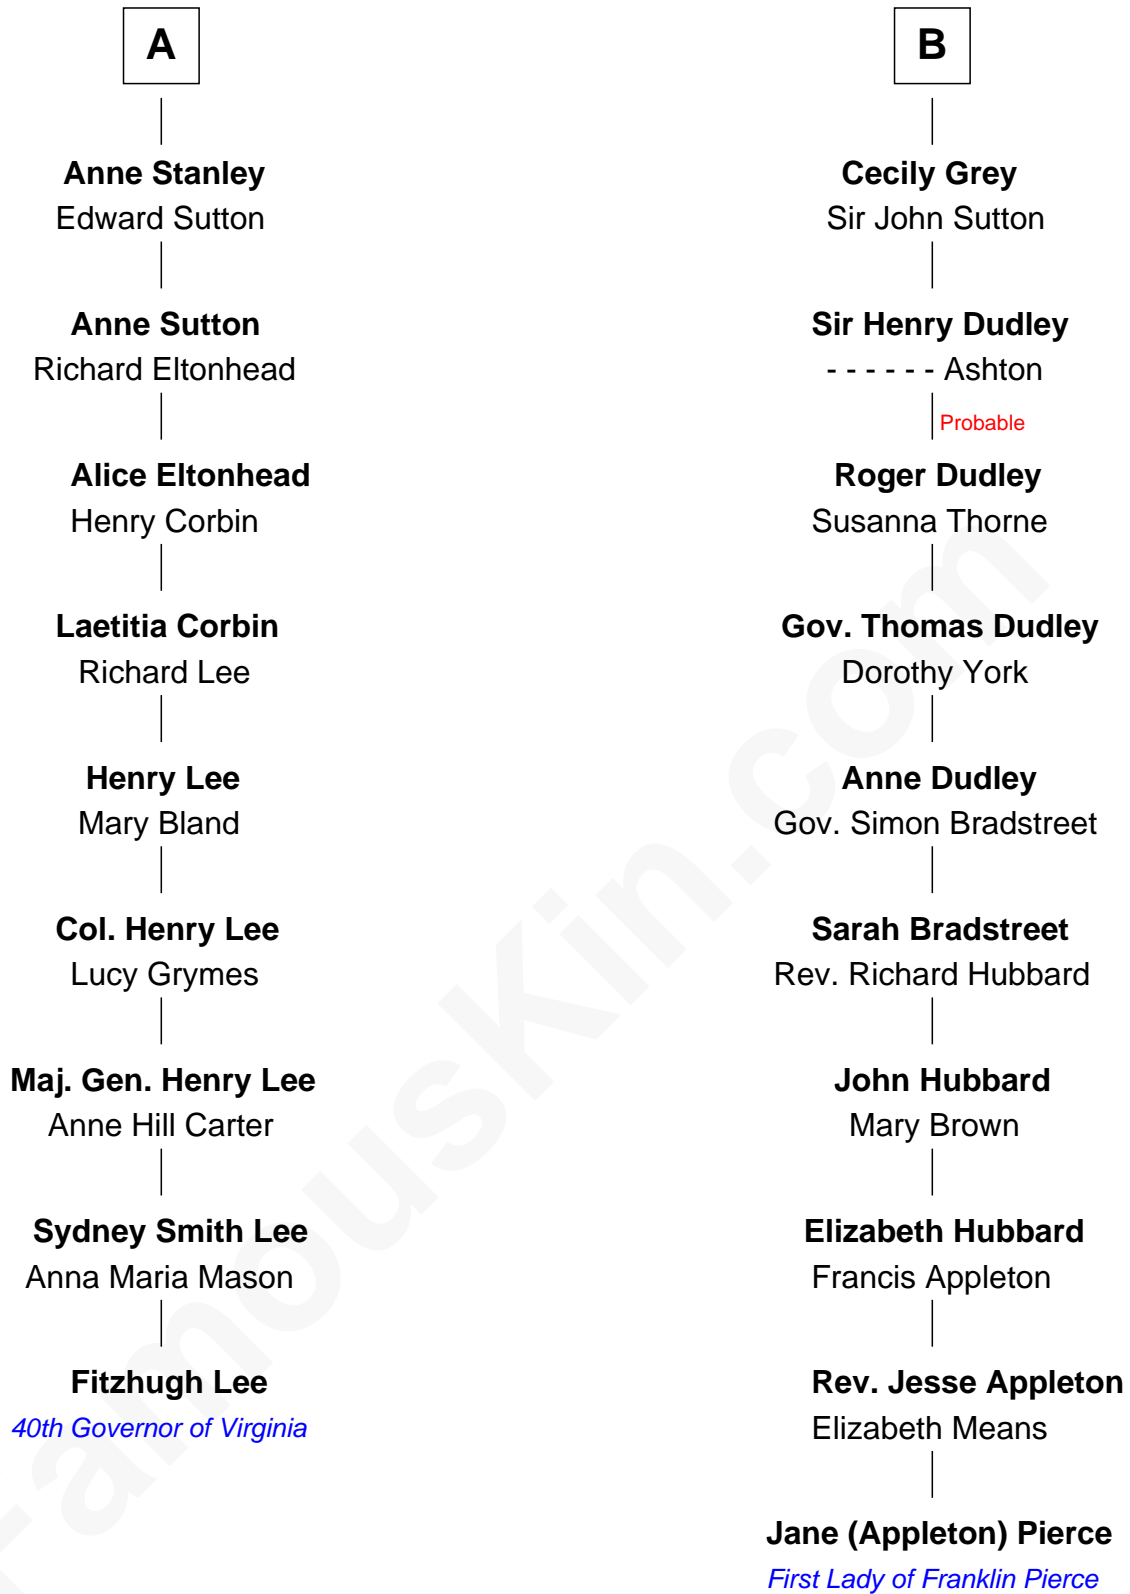 A
Anne Stanley
Edward Sutton
Anne Sutton
Richard Eltonhead
Alice Eltonhead
Henry Corbin
Laetitia Corbin
Richard Lee
Henry Lee
Mary Bland
Col. Henry Lee
Lucy Grymes
Maj. Gen. Henry Lee
Anne Hill Carter
Sydney Smith Lee
Anna Maria Mason
Fitzhugh Lee
40th Governor of Virginia
B
Cecily Grey
Sir John Sutton
Sir Henry Dudley
- - - - - - Ashton
Probable
Roger Dudley
Susanna Thorne
Gov. Thomas Dudley
Dorothy York
Anne Dudley
Gov. Simon Bradstreet
Sarah Bradstreet
Rev. Richard Hubbard
John Hubbard
Mary Brown
Elizabeth Hubbard
Francis Appleton
Rev. Jesse Appleton
Elizabeth Means
Jane (Appleton) Pierce
First Lady of Franklin Pierce
FamousKin.com